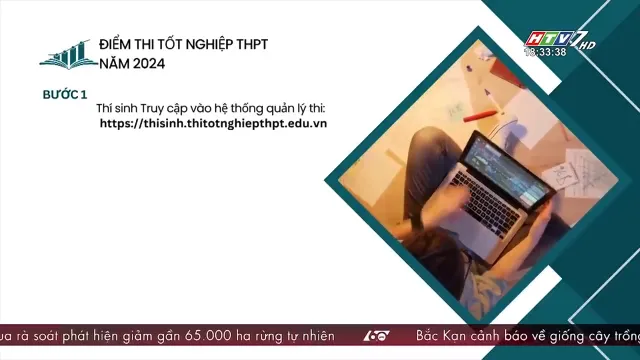 ĐIỂM THI TỐT NGHIỆP THPT
NĂM 2024
HTV7 HD
18:33:38
BƯỚC 1
Thí sinh Truy cập vào hệ thống quản lý thi:
https://thisinh.thitotnghiepthpt.edu.vn
ua rà soát phát hiện giảm gần 65.000 ha rừng tự nhiên
Bắc Kạn cảnh báo về giống cây trồn